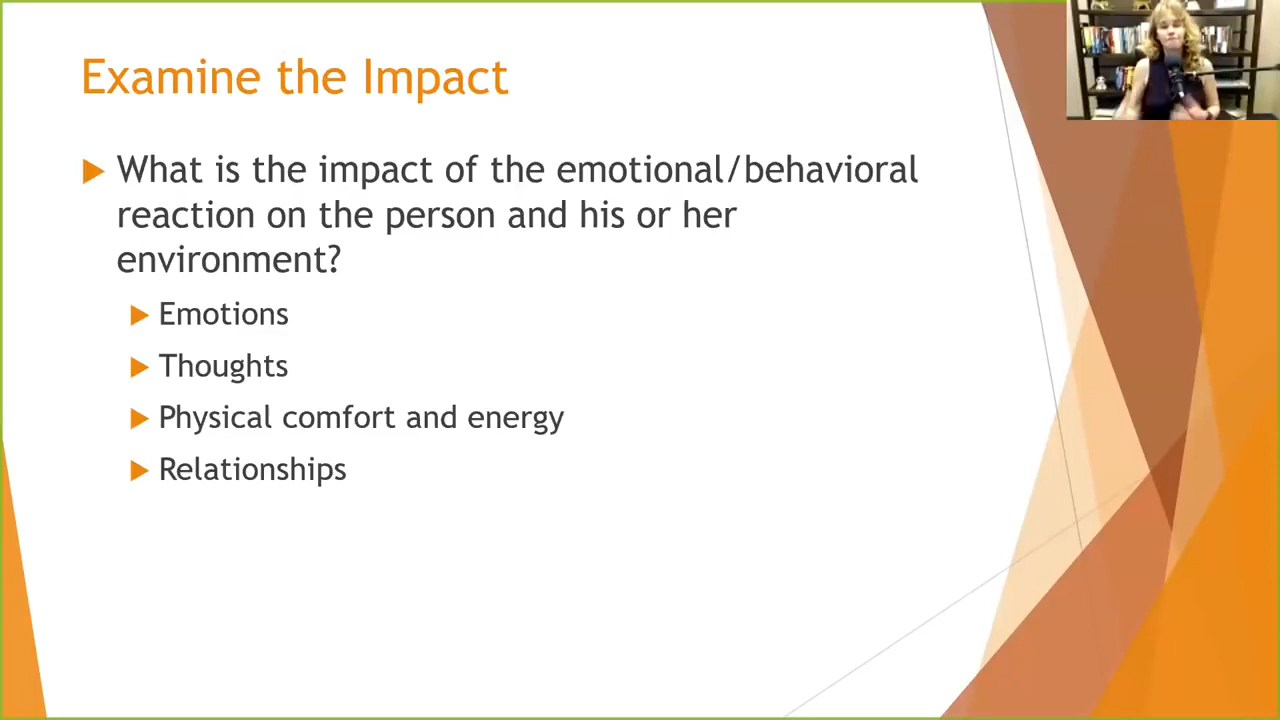 Examine the Impact
What is the impact of the emotional/behavioral
reaction on the person and his or her
environment?
Emotions
Thoughts
Physical comfort and energy
Relationships